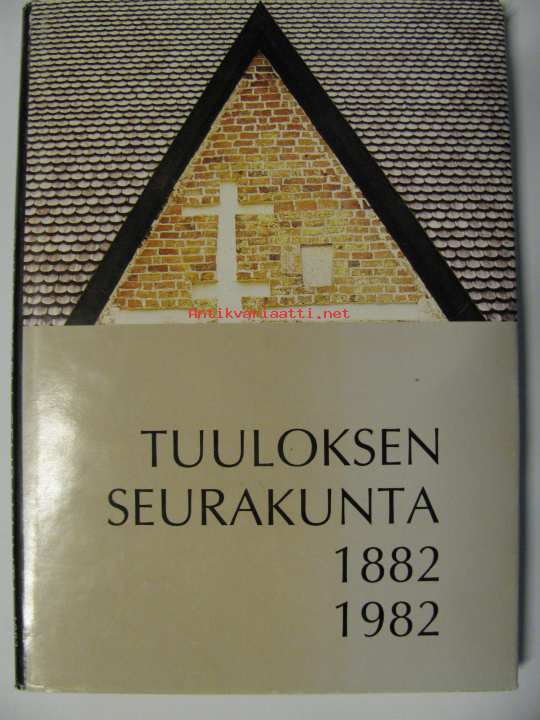 Antikvariaatti.net
TUULOKSEN
SEURAKUNTA
1882
1982